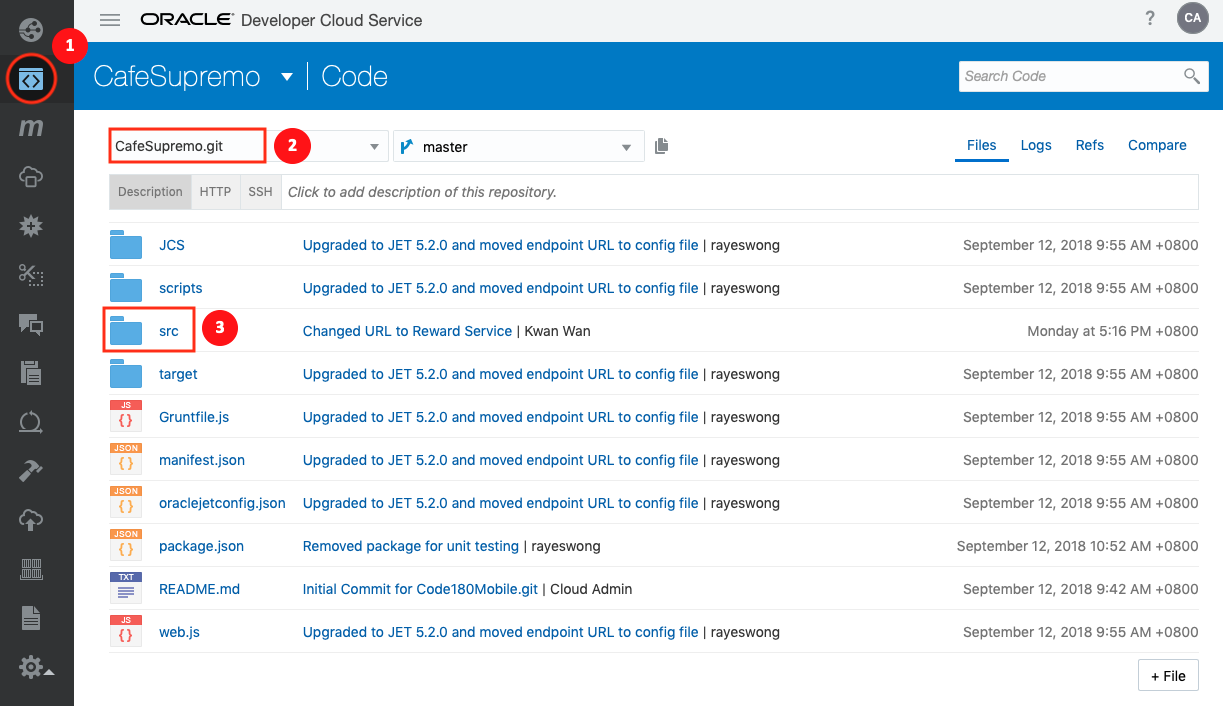 ORACLE Developer Cloud Service
? CA
1
CafeSupremo Code
Search Code
m
CafeSupremo.git 2 master
Files Logs Refs Compare
Description HTTP SSH Click to add description of this repository.
JCS Upgraded to JET 5.2.0 and moved endpoint URL to config file | rayeswong September 12, 2018 9:55 AM +0800
scripts Upgraded to JET 5.2.0 and moved endpoint URL to config file | rayeswong September 12, 2018 9:55 AM +0800
src 3 Changed URL to Reward Service | Kwan Wan Monday at 5:16 PM +0800
target Upgraded to JET 5.2.0 and moved endpoint URL to config file | rayeswong September 12, 2018 9:55 AM +0800
JS { } Gruntfile.js Upgraded to JET 5.2.0 and moved endpoint URL to config file | rayeswong September 12, 2018 9:55 AM +0800
JSON { } manifest.json Upgraded to JET 5.2.0 and moved endpoint URL to config file | rayeswong September 12, 2018 9:55 AM +0800
JSON { } oraclejetconfig.json Upgraded to JET 5.2.0 and moved endpoint URL to config file | rayeswong September 12, 2018 9:55 AM +0800
JSON { } package.json Removed package for unit testing | rayeswong September 12, 2018 10:52 AM +0800
TXT README.md Initial Commit for Code180Mobile.git | Cloud Admin September 12, 2018 9:42 AM +0800
JS { } web.js Upgraded to JET 5.2.0 and moved endpoint URL to config file | rayeswong September 12, 2018 9:55 AM +0800
+ File